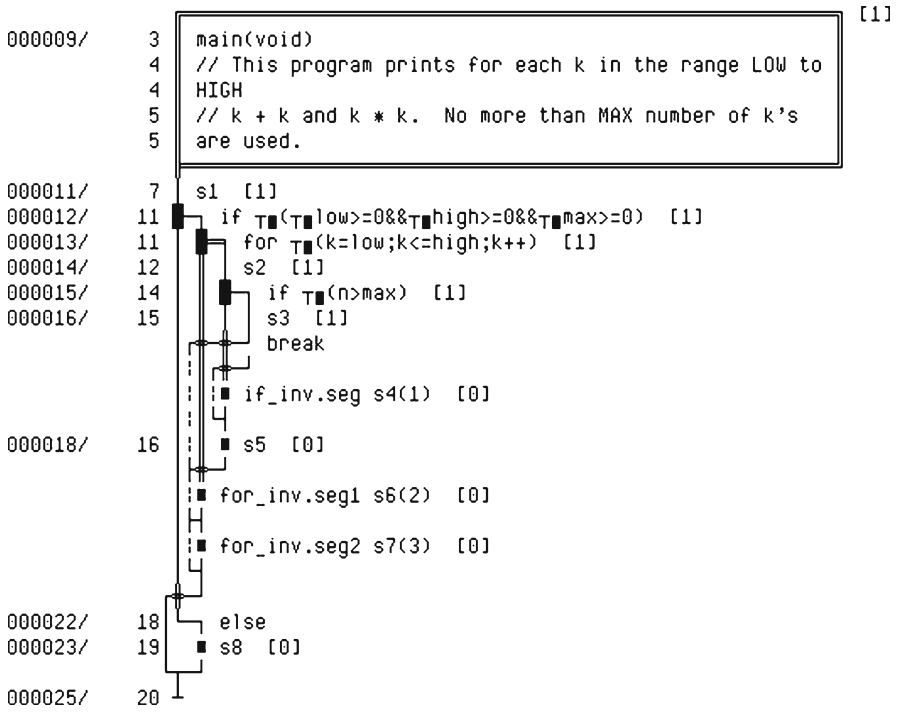 [1]
000009/ 3 main(void)
4 // This program prints for each k in the range LOW to
4 HIGH
5 // k + k and k * k. No more than MAX number of k's
5 are used.
000011/ 7 s1 [1]
000012/ 11 if T(Tlow>=0&&Thigh>=0&&Tmax>=0) [1]
000013/ 11 for T(k=low;k<=high;k++) [1]
000014/ 12 s2 [1]
000015/ 14 if T(n>max) [1]
000016/ 15 s3 [1]
break
if_inv.seg s4(1) [0]
000018/ 16 s5 [0]
for_inv.seg1 s6(2) [0]
for_inv.seg2 s7(3) [0]
000022/ 18 else
000023/ 19 s8 [0]
000025/ 20